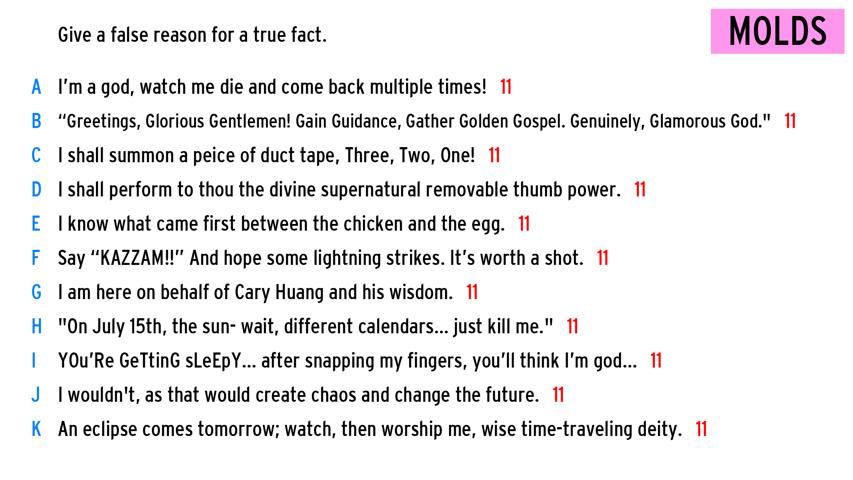 Give a false reason for a true fact.
MOLDS
A I'm a god, watch me die and come back multiple times! 11
B “Greetings, Glorious Gentlemen! Gain Guidance, Gather Golden Gospel. Genuinely, Glamorous God." 11
C I shall summon a peice of duct tape, Three, Two, One! 11
D I shall perform to thou the divine supernatural removable thumb power. 11
E I know what came first between the chicken and the egg. 11
F Say “KAZZAM!!” And hope some lightning strikes. It's worth a shot. 11
G I am here on behalf of Cary Huang and his wisdom. 11
H "On July 15th, the sun- wait, different calendars... just kill me." 11
I YOu'Re GeTtinG sLeEpY... after snapping my fingers, you'll think I'm god... 11
J I wouldn't, as that would create chaos and change the future. 11
K An eclipse comes tomorrow; watch, then worship me, wise time-traveling deity. 11